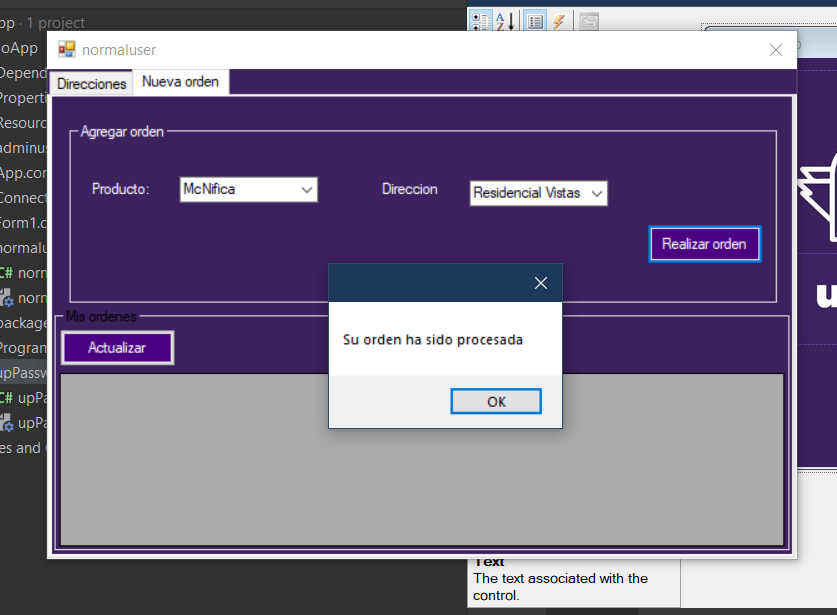 pp · 1 project
normaluser
oApp
Direcciones
Nueva orden
Depend
Properti
Agregar orden
Resourc
adminus
Producto:
McNifica
Direccion
Residencial Vistas
App.con
Connect
Form1.c
Realizar orden
normalu
C# norm
norm
Mis ordenes
package
Actualizar
Su orden ha sido procesada
Program
upPassw
C# upPa
OK
upPa
es and
Text
The text associated with the
control.